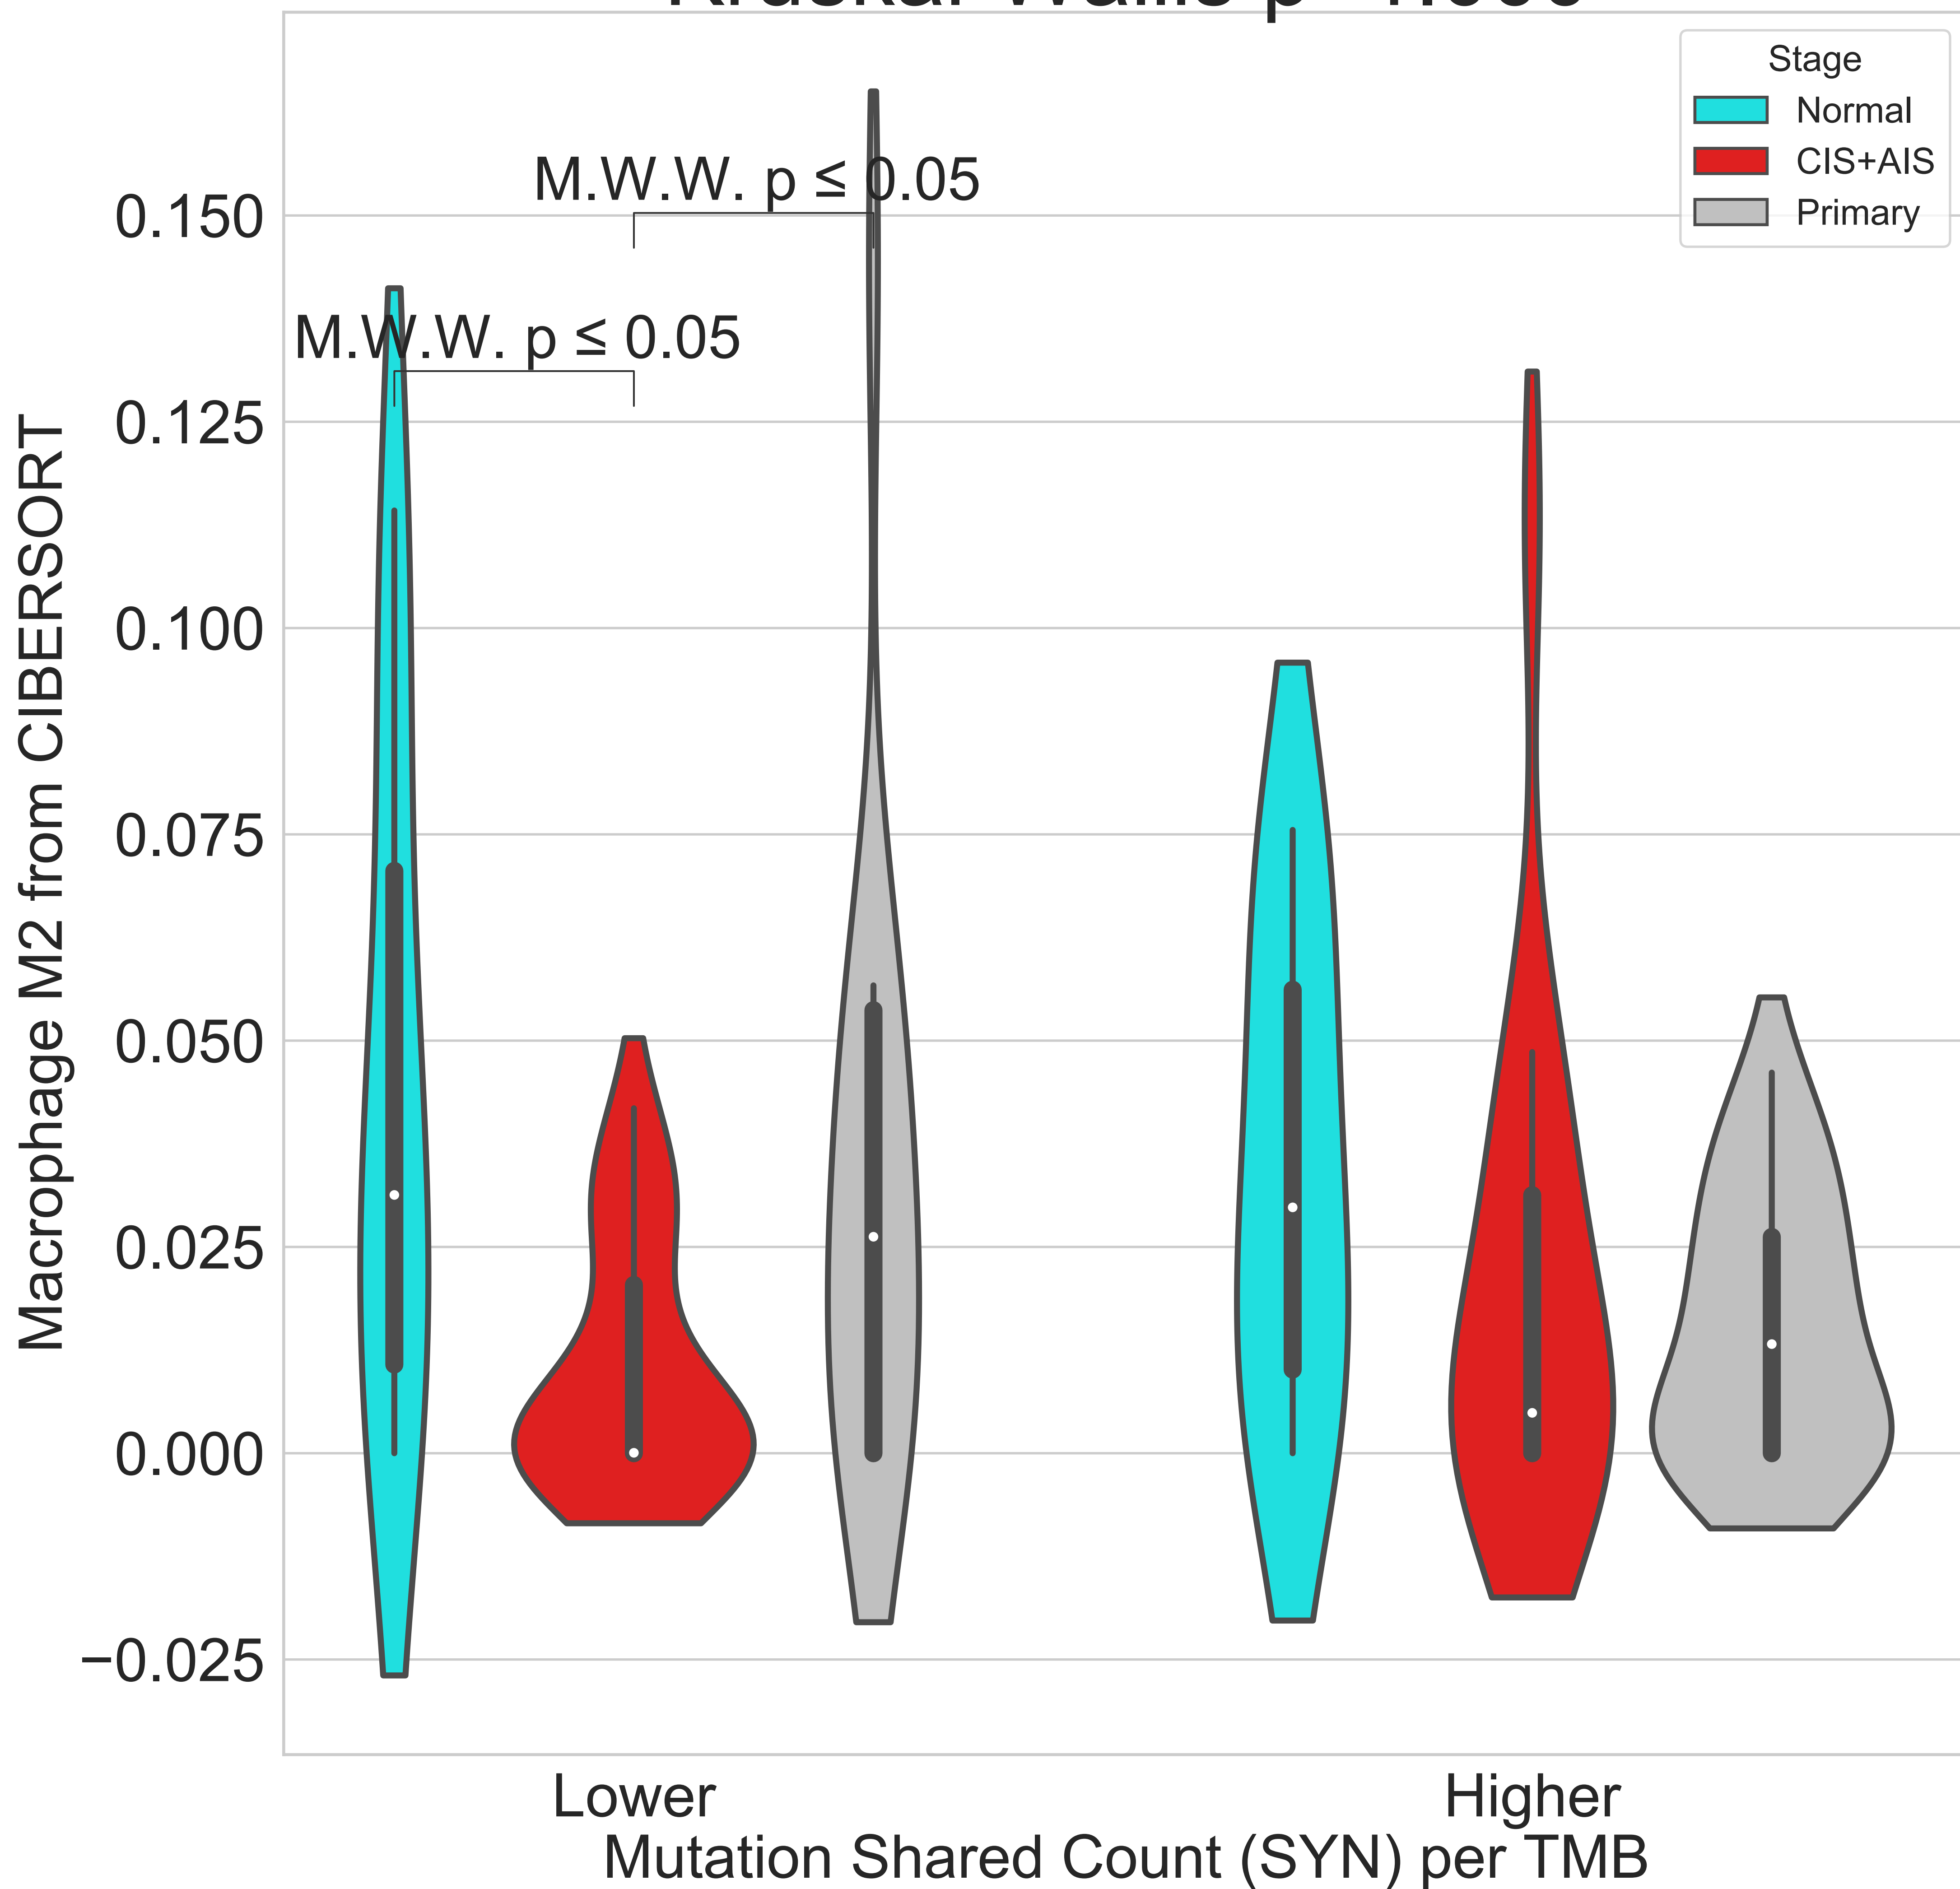 Stage
Normal
CIS+AIS
Primary
M.W.W. p ≤ 0.05
M.W.W. p ≤ 0.05
0.150
0.125
0.100
0.075
0.050
0.025
0.000
−0.025
Macrophage M2 from CIBERSORT
Lower
Higher
Mutation Shared Count (SYN) per TMB